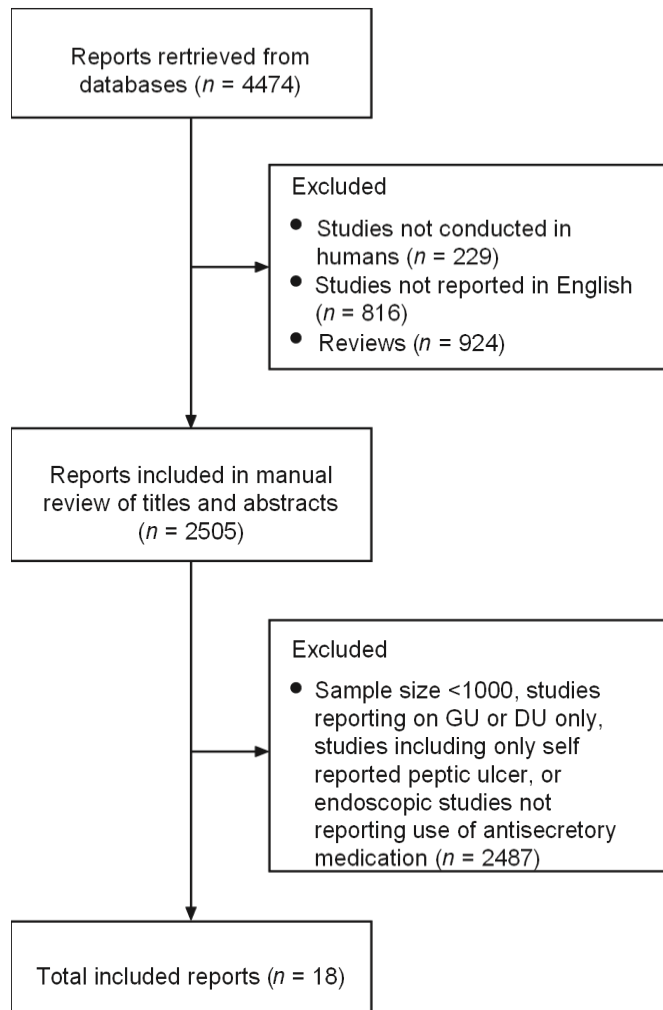 Reports rertrieved from
databases (n = 4474)
Excluded
● Studies not conducted in
humans (n = 229)
● Studies not reported in English
(n = 816)
● Reviews (n = 924)
Reports included in manual
review of titles and abstracts
(n = 2505)
Excluded
● Sample size <1000, studies
reporting on GU or DU only,
studies including only self
reported peptic ulcer, or
endoscopic studies not
reporting use of antisecretory
medication (n = 2487)
Total included reports (n = 18)